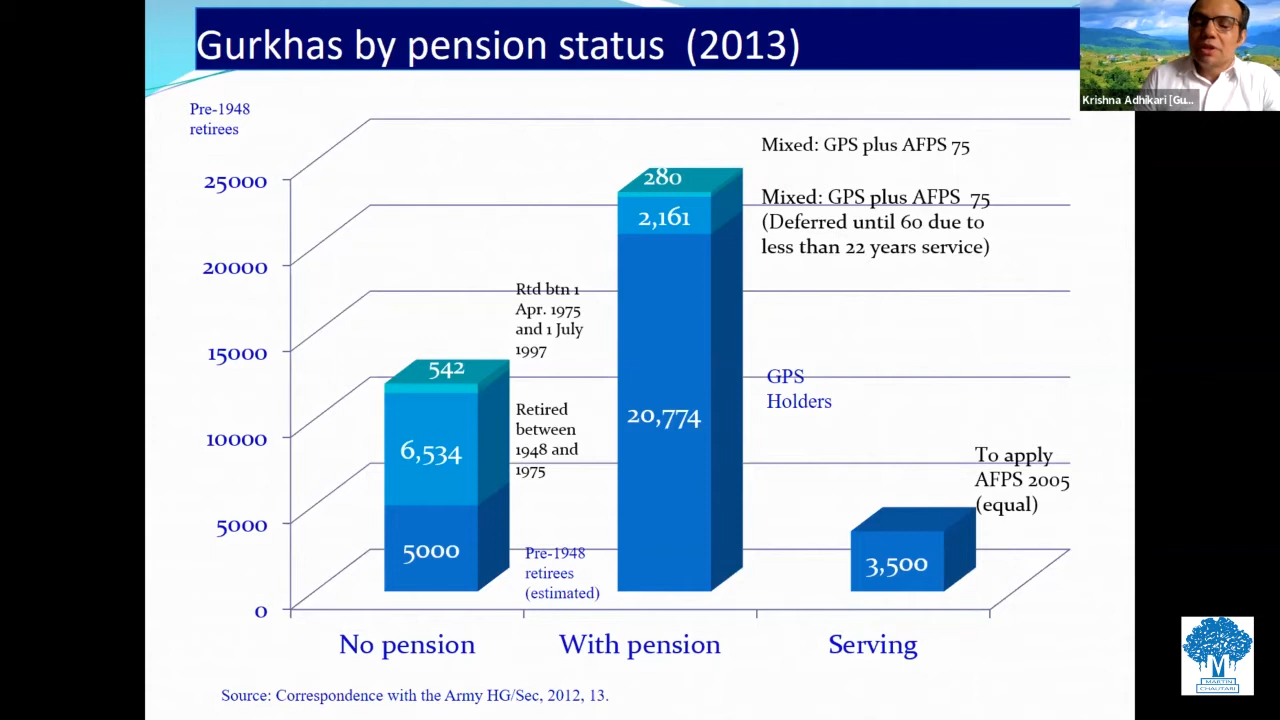 Gurkhas by pension status (2013)
Krishna Adhikari [Gu...
Pre-1948
retirees
25000
20000
15000
10000
5000
0
542
6,534
5000
Rtd btn 1
Apr. 1975
and 1 July
1997
Retired
between
1948 and
1975
Pre-1948
retirees
(estimated)
280
2,161
20,774
Mixed: GPS plus AFPS 75
Mixed: GPS plus AFPS 75
(Deferred until 60 due to
less than 22 years service)
GPS
Holders
To apply
AFPS 2005
(equal)
3,500
No pension
With pension
Serving
Source: Correspondence with the Army HG/Sec, 2012, 13.
M
MARTIN
CHAUTARI